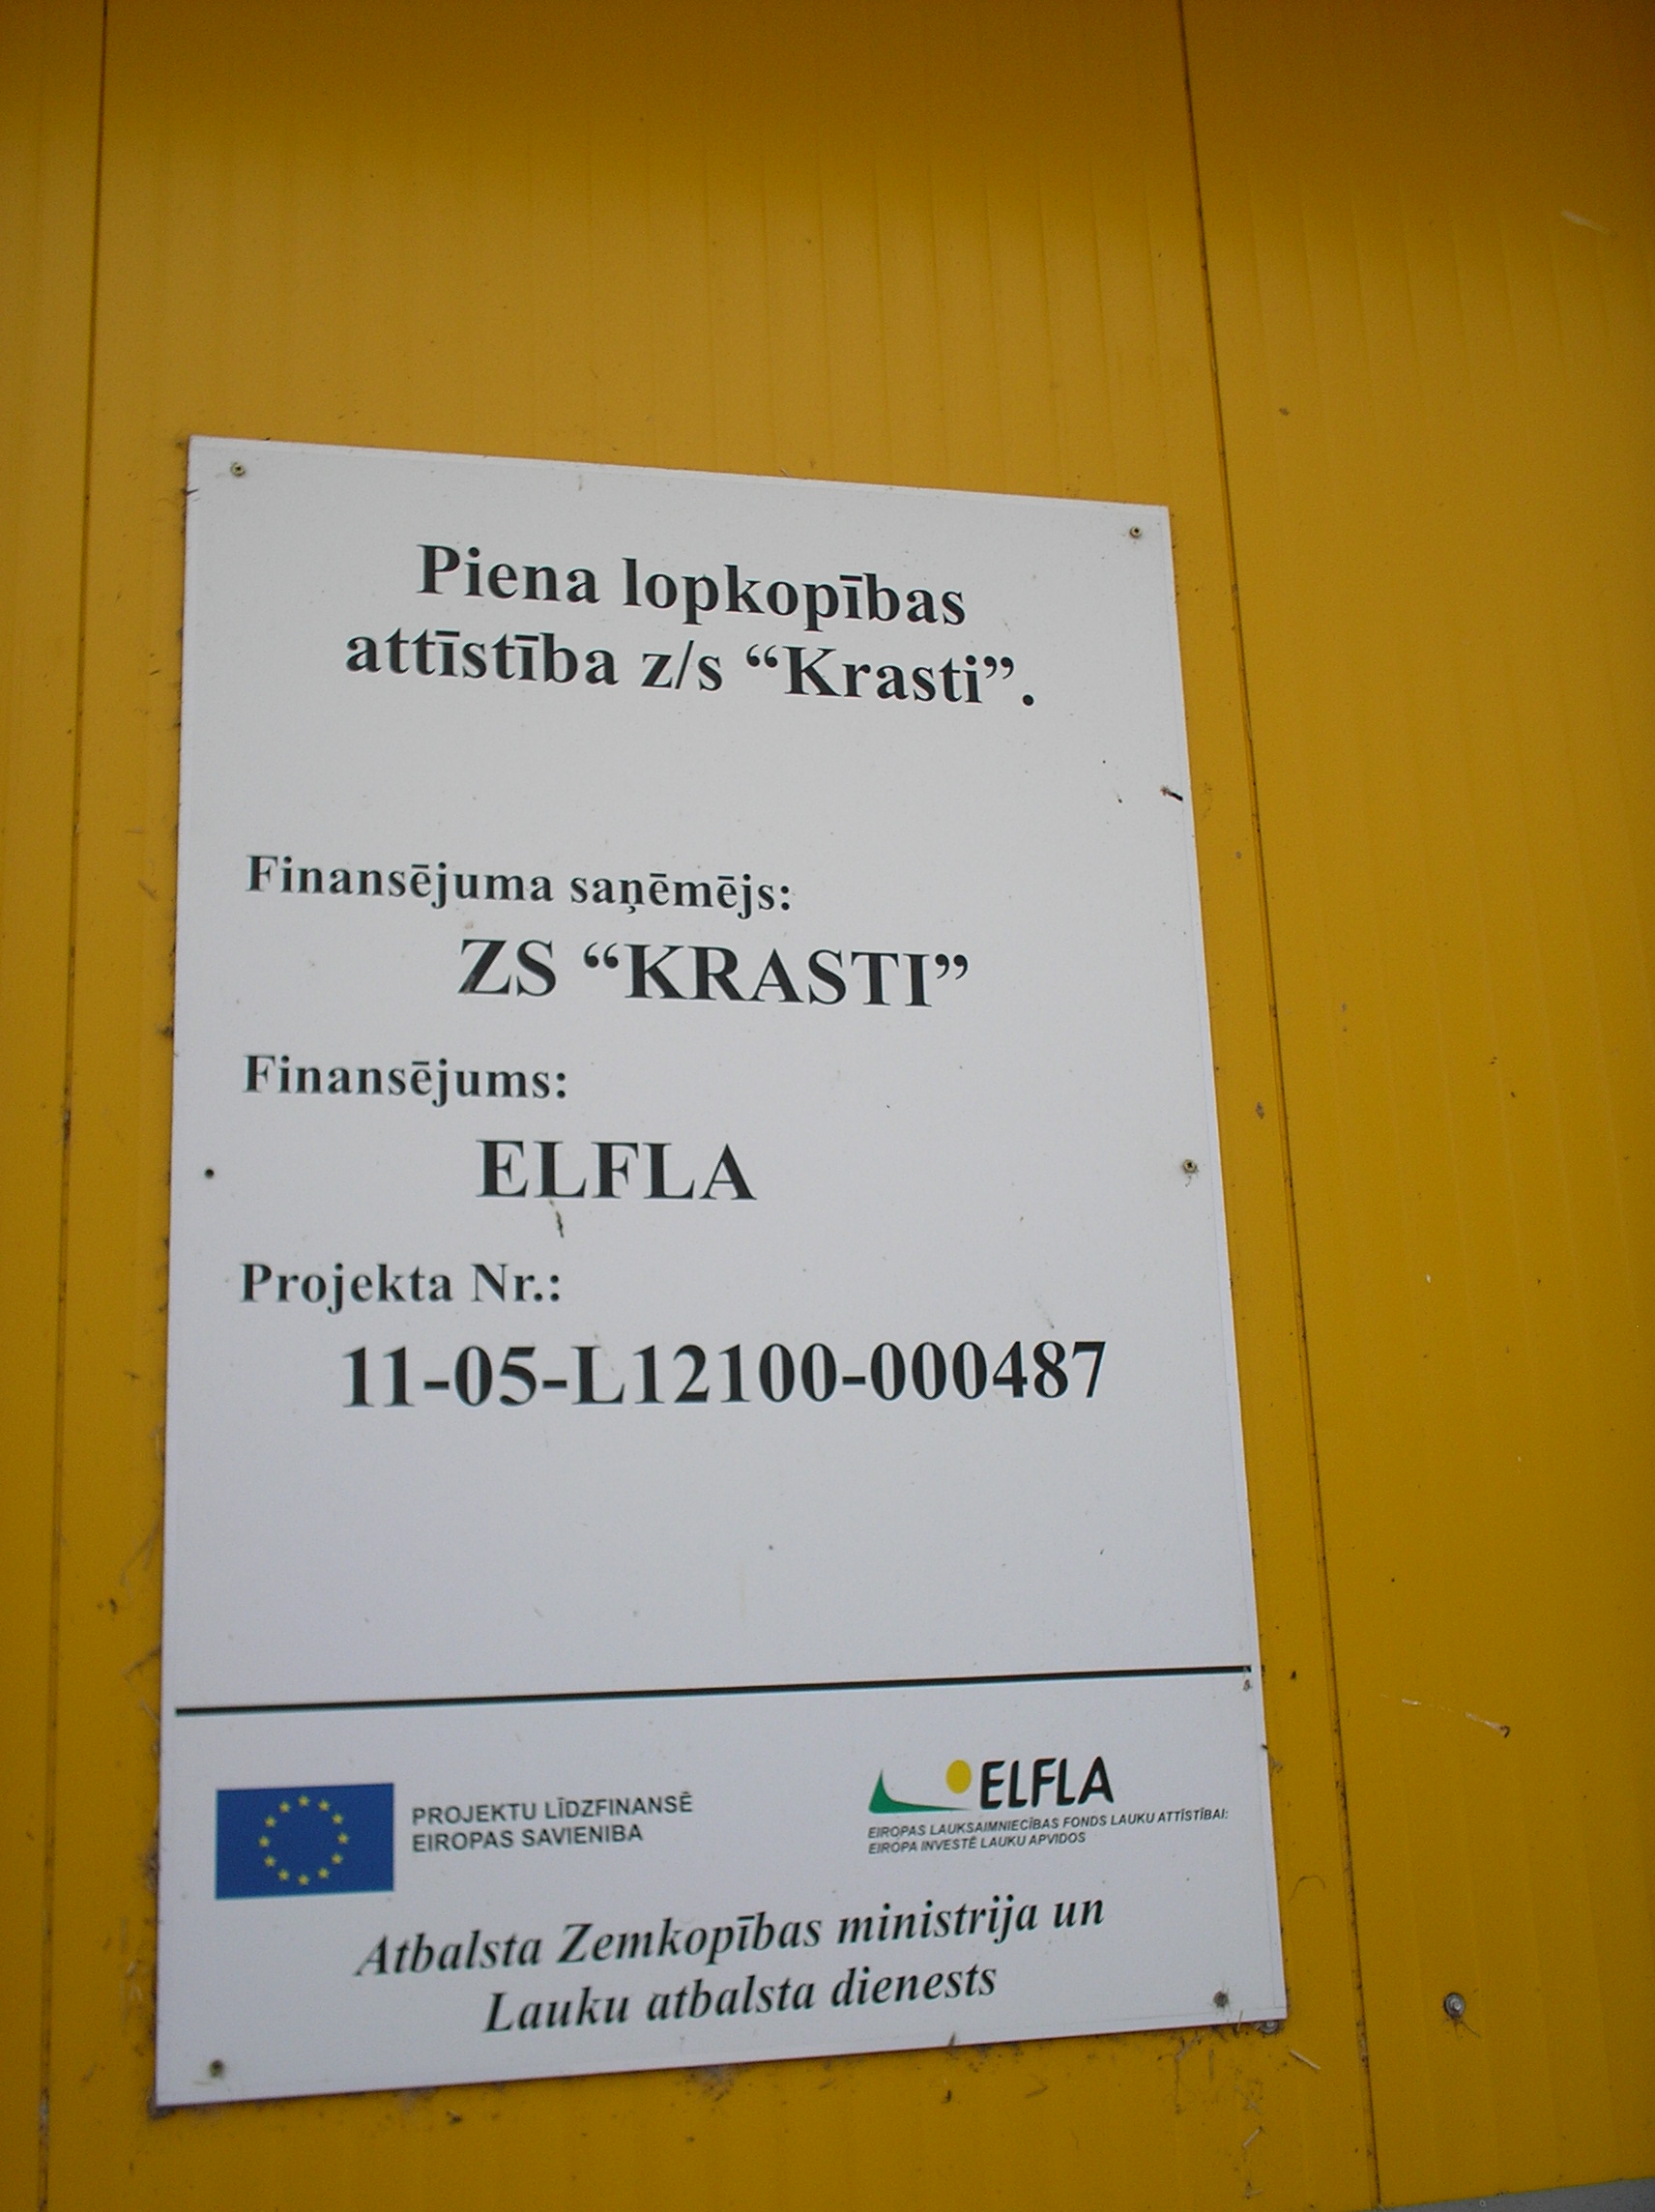 Piena lopkopības
attīstība z/s “Krasti”.
Finansējuma saņēmējs:
ZS “KRASTI”
Finansējums:
ELFLA
Projekta Nr.:
11-05-L12100-000487
PROJEKTU LĪDZFINANSĒ
EIROPAS SAVIENIBA
ELFLA
EIROPAS LAUKSAIMNIECĪBAS FONDS LAUKU ATTĪSTĪBAI:
EIROPA INVESTĒ LAUKU APVIDOS
Atbalsta Zemkopības ministrija un
Lauku atbalsta dienests